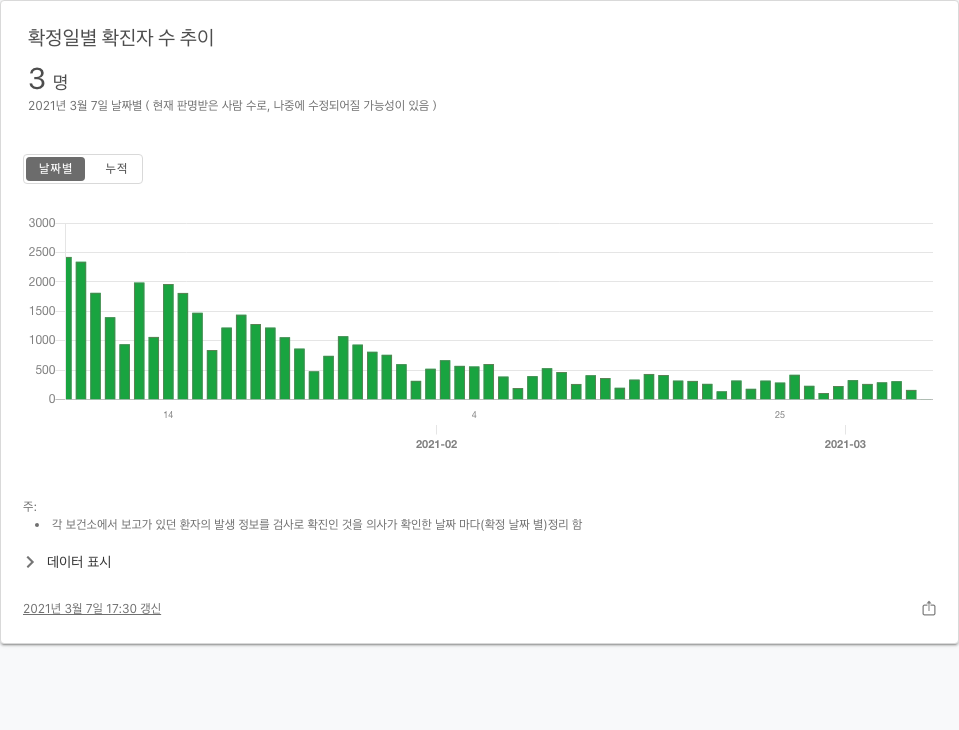 확정일별 확진자 수 추이
3 명
2021년 3월 7일 날짜별 ( 현재 판명받은 사람 수로, 나중에 수정되어질 가능성이 있음 )
날짜별 누적
3000
2500
2000
1500
1000
500
0
14 4 25
2021-02 2021-03
주:
• 각 보건소에서 보고가 있던 환자의 발생 정보를 검사로 확진인 것을 의사가 확인한 날짜 마다(확정 날짜 별)정리 함
데이터 표시
2021년 3월 7일 17:30 갱신